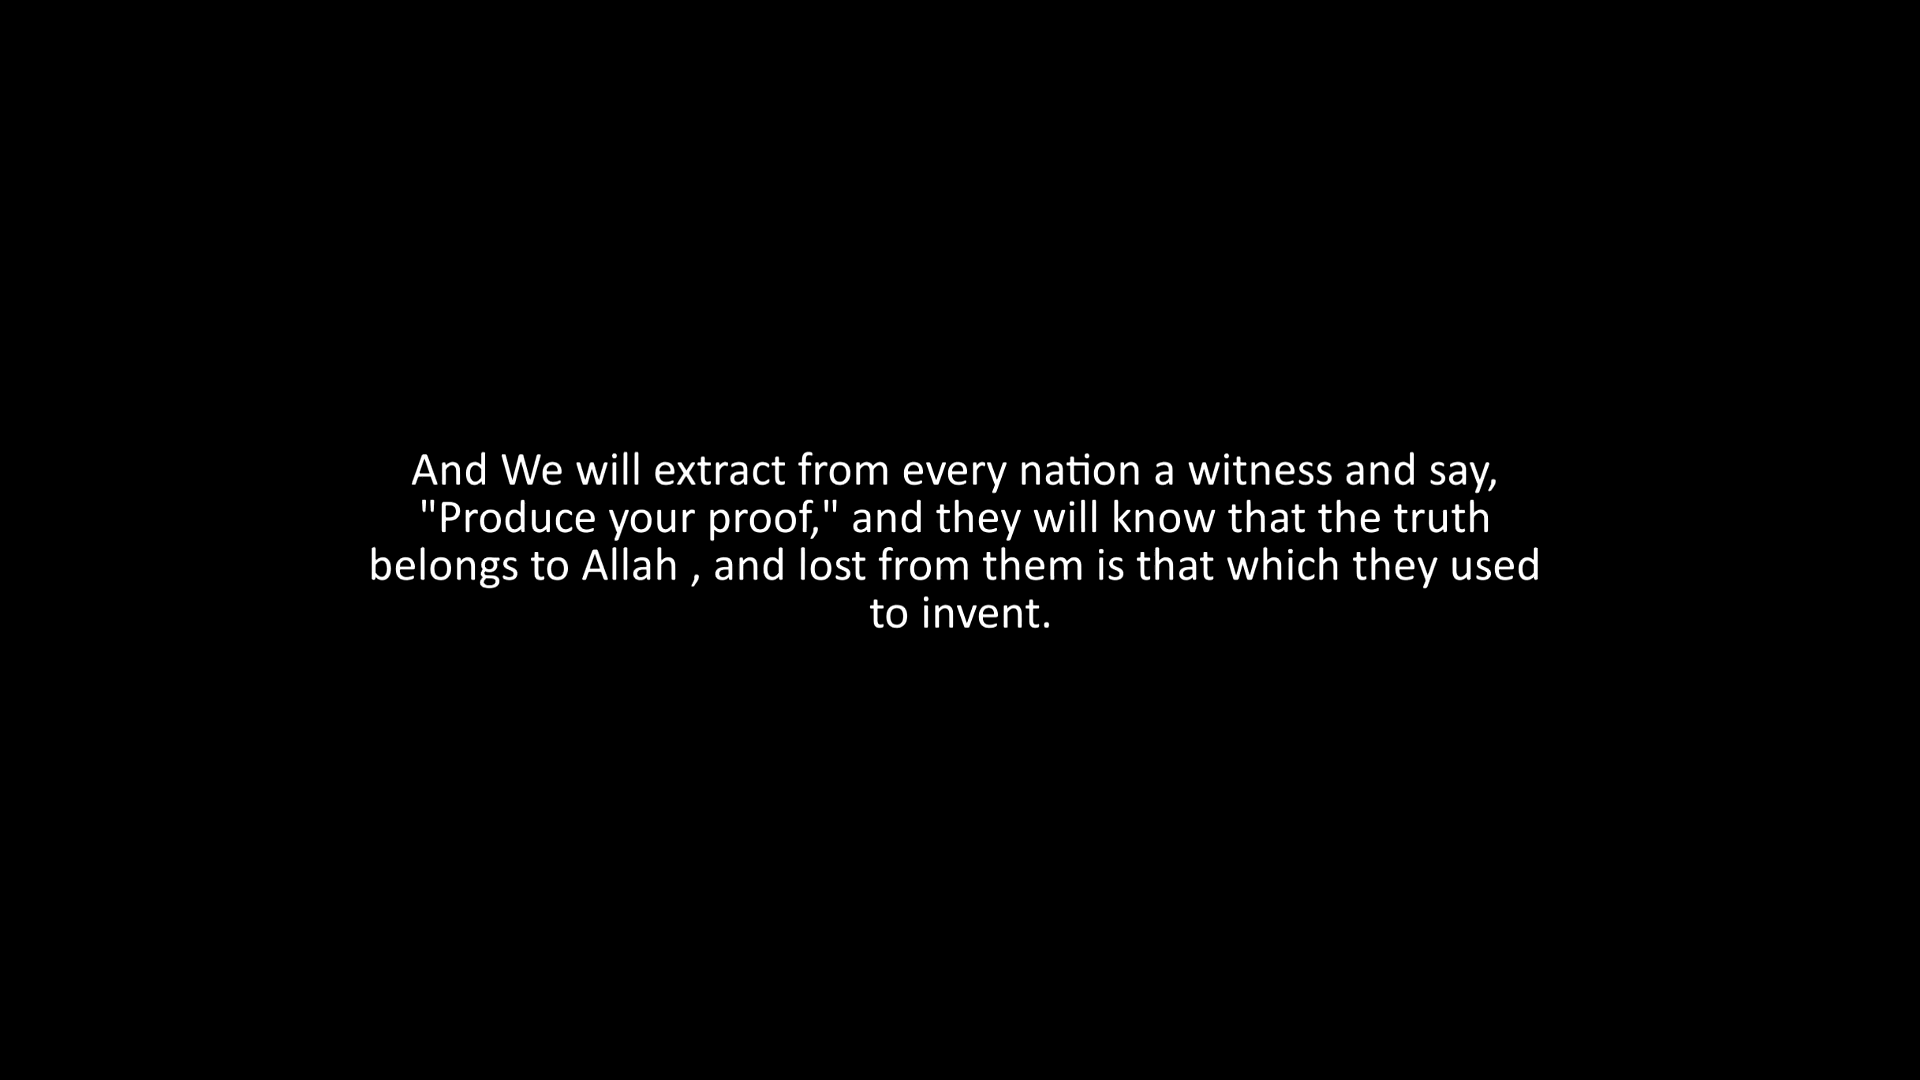 And We will extract from every nation a witness and say,
"Produce your proof," and they will know that the truth
belongs to Allah , and lost from them is that which they used
to invent.